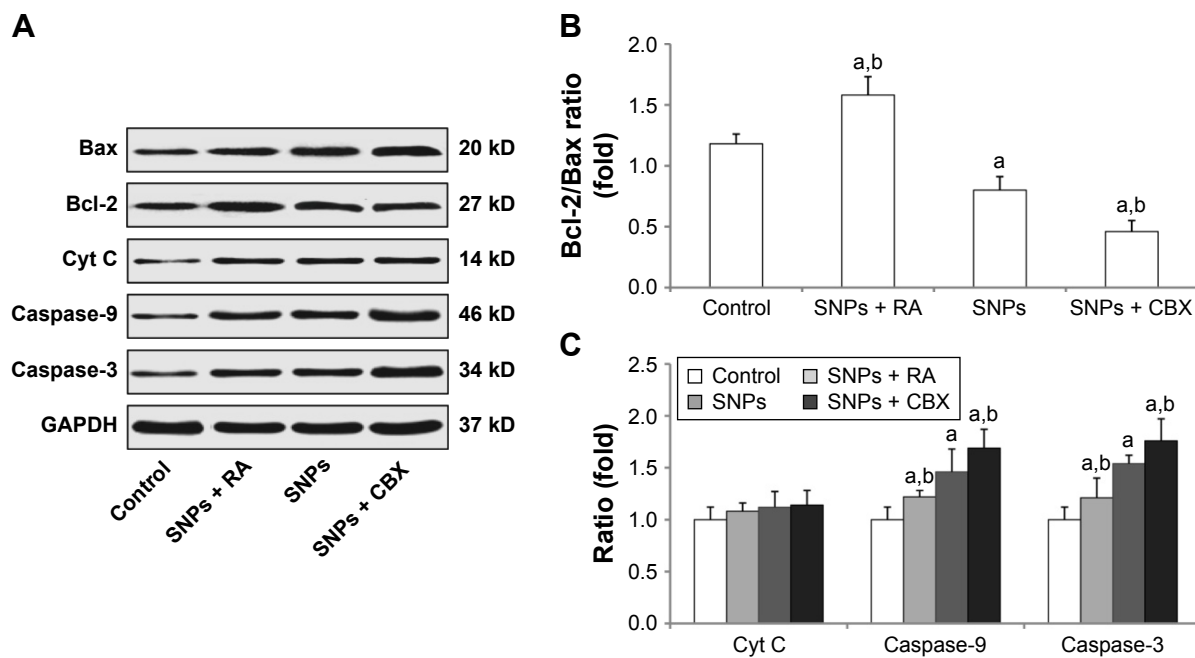 A
Bax 20 kD
Bcl-2 27 kD
Cyt C 14 kD
Caspase-9 46 kD
Caspase-3 34 kD
GAPDH 37 kD
Control SNPs + RA SNPs SNPs + CBX
B
Bcl-2/Bax ratio
(fold)
2.0
1.5
1.0
0.5
0.0
a,b
a
a,b
Control SNPs + RA SNPs SNPs + CBX
C
Ratio (fold)
2.5
2.0
1.5
1.0
0.5
0.0
Control SNPs + RA
SNPs SNPs + CBX
a,b a a,b
a,b a a,b
Cyt C Caspase-9 Caspase-3